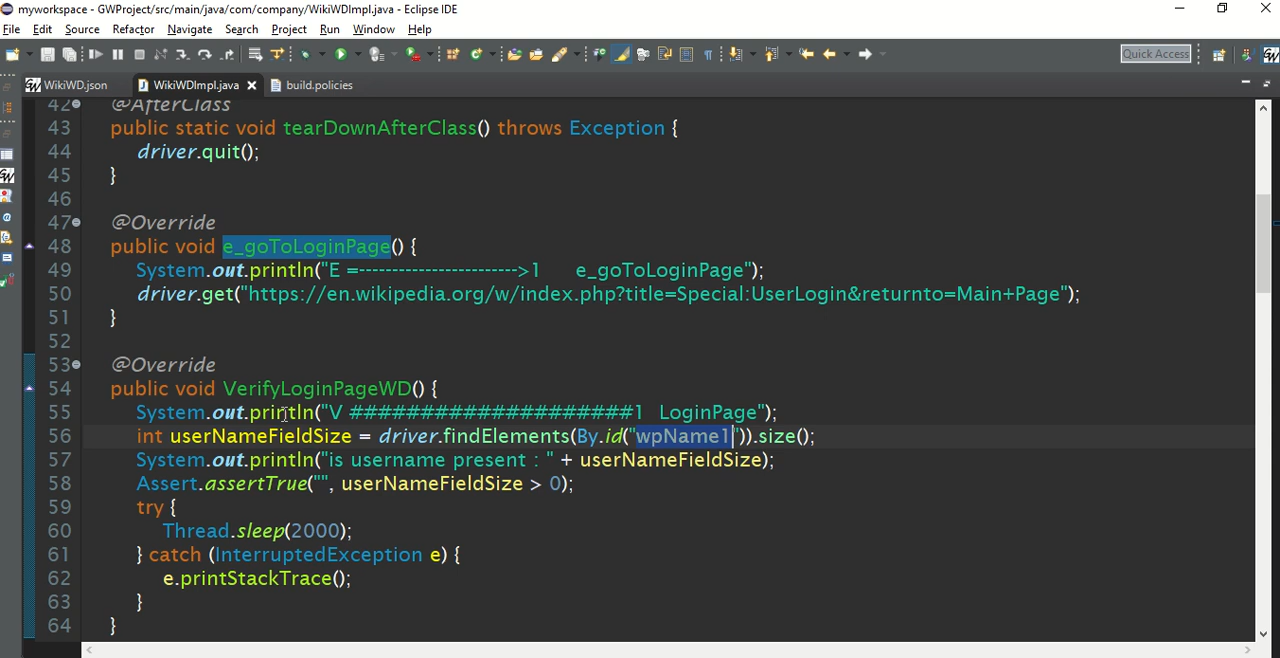 myworkspace - GWProject/src/main/java/com/company/WikiWDImpl.java - Eclipse IDE
File Edit Source Refactor Navigate Search Project Run Window Help
Quick Access
WikiWD.json WikiWDImpl.java build.policies
42 @AfterClass
43 public static void tearDownAfterClass() throws Exception {
44 driver.quit();
45 }
46
47 @Override
48 public void e_goToLoginPage() {
49 System.out.println("E =------------------------>1 e_goToLoginPage");
50 driver.get("https://en.wikipedia.org/w/index.php?title=Special:UserLogin&returnto=Main+Page");
51 }
52
53 @Override
54 public void VerifyLoginPageWD() {
55 System.out.println("V ####################1 LoginPage");
56 int userNameFieldSize = driver.findElements(By.id("wpName1")).size();
57 System.out.println("is username present : " + userNameFieldSize);
58 Assert.assertTrue("", userNameFieldSize > 0);
59 try {
60 Thread.sleep(2000);
61 } catch (InterruptedException e) {
62 e.printStackTrace();
63 }
64 }